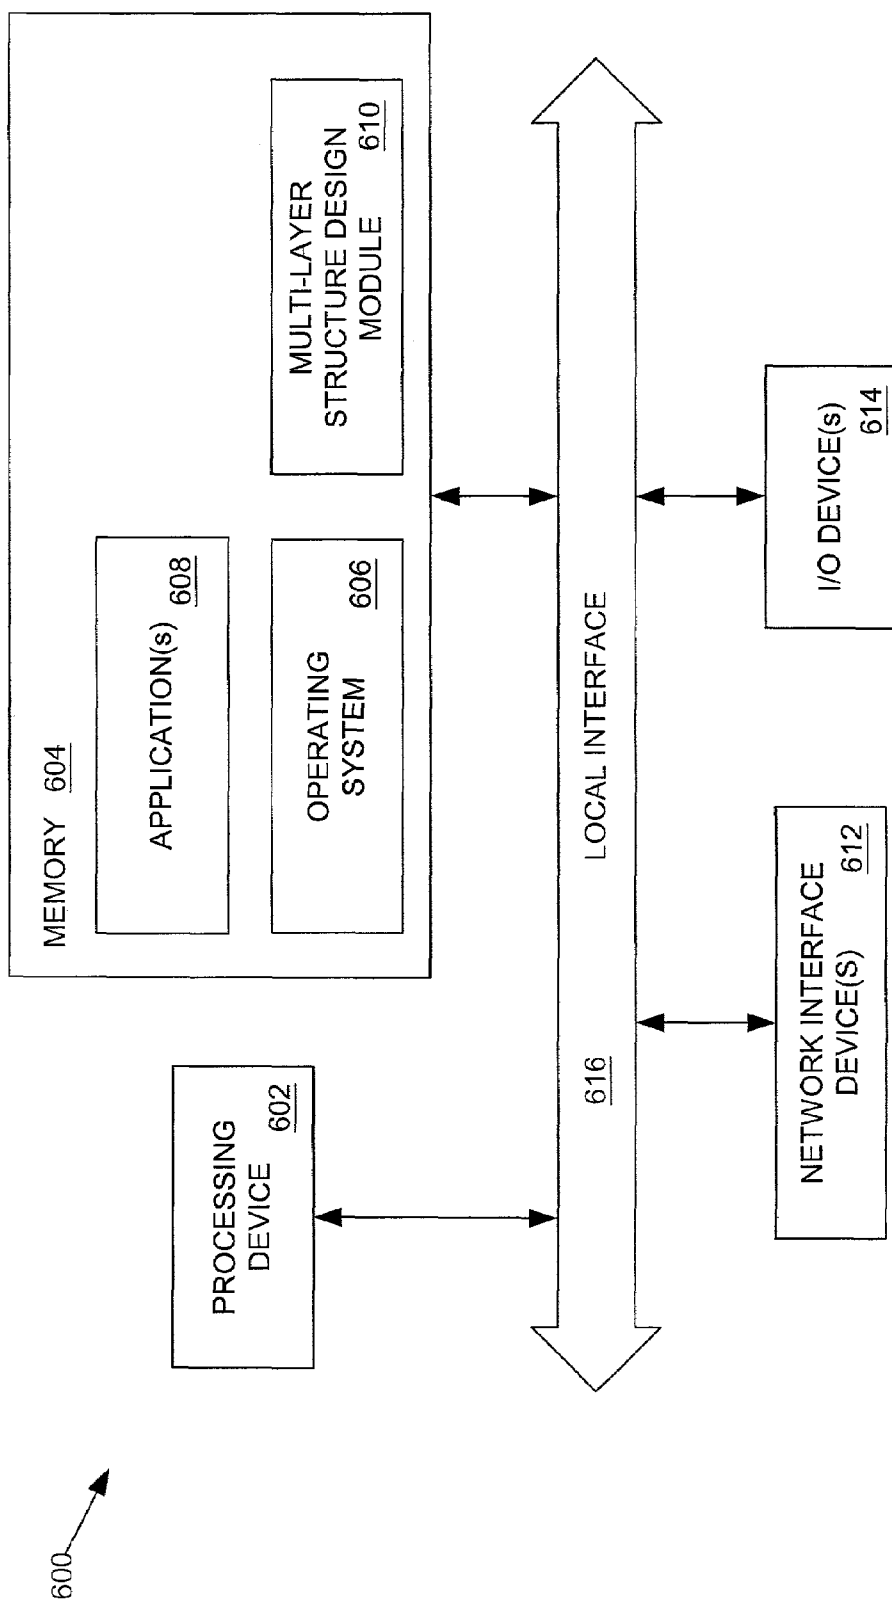 MEMORY 604
APPLICATION(s)
608
OPERATING
SYSTEM
606
MULTI-LAYER
STRUCTURE DESIGN
MODULE
610
PROCESSING
DEVICE
602
616
LOCAL INTERFACE
NETWORK INTERFACE
DEVICE(S)
612
I/O DEVICE(s)
614
600